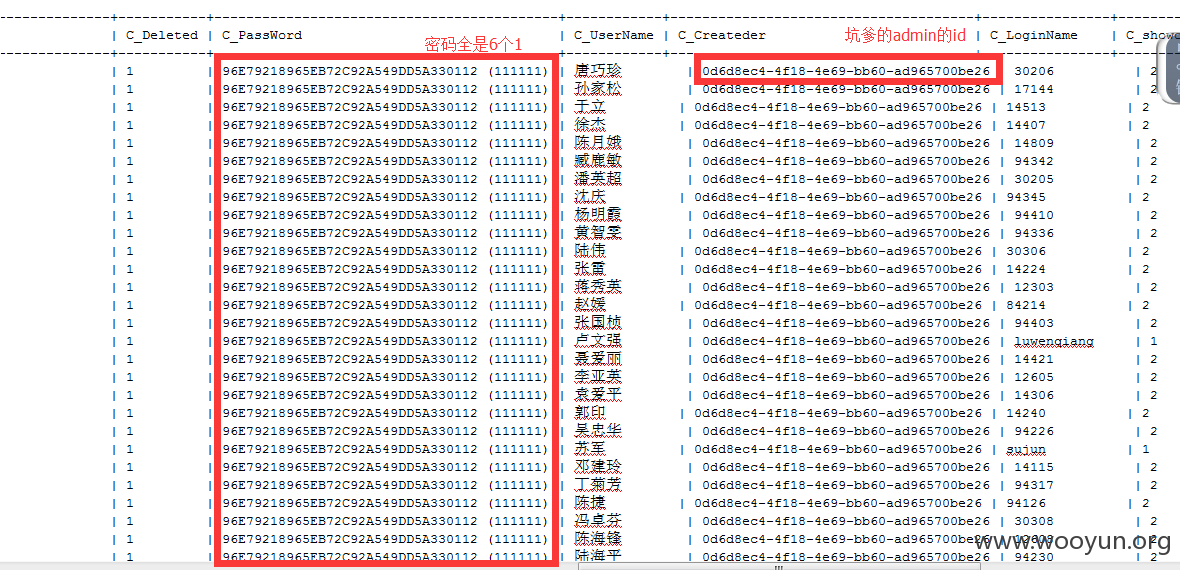 C_Deleted | C_PassWord | C_UserName | C_Createder | C_LoginName | C_show
密码全是6个1 坑爹的admin的id
| 1 | 96E79218965EB72C92A549DD5A330112 (111111) | 唐巧珍 | 0d6d8ec4-4f18-4e69-bb60-ad965700be26 | 30206 | 2
| 1 | 96E79218965EB72C92A549DD5A330112 (111111) | 孙家松 | 0d6d8ec4-4f18-4e69-bb60-ad965700be26 | 17144 | 2
| 1 | 96E79218965EB72C92A549DD5A330112 (111111) | 于立 | 0d6d8ec4-4f18-4e69-bb60-ad965700be26 | 14513 | 2
| 1 | 96E79218965EB72C92A549DD5A330112 (111111) | 徐杰 | 0d6d8ec4-4f18-4e69-bb60-ad965700be26 | 14407 | 2
| 1 | 96E79218965EB72C92A549DD5A330112 (111111) | 陈月娥 | 0d6d8ec4-4f18-4e69-bb60-ad965700be26 | 14809 | 2
| 1 | 96E79218965EB72C92A549DD5A330112 (111111) | 臧鹿敏 | 0d6d8ec4-4f18-4e69-bb60-ad965700be26 | 94342 | 2
| 1 | 96E79218965EB72C92A549DD5A330112 (111111) | 潘英超 | 0d6d8ec4-4f18-4e69-bb60-ad965700be26 | 30205 | 2
| 1 | 96E79218965EB72C92A549DD5A330112 (111111) | 沈庆 | 0d6d8ec4-4f18-4e69-bb60-ad965700be26 | 94345 | 2
| 1 | 96E79218965EB72C92A549DD5A330112 (111111) | 杨明霞 | 0d6d8ec4-4f18-4e69-bb60-ad965700be26 | 94410 | 2
| 1 | 96E79218965EB72C92A549DD5A330112 (111111) | 黄智雯 | 0d6d8ec4-4f18-4e69-bb60-ad965700be26 | 94336 | 2
| 1 | 96E79218965EB72C92A549DD5A330112 (111111) | 陆伟 | 0d6d8ec4-4f18-4e69-bb60-ad965700be26 | 30306 | 2
| 1 | 96E79218965EB72C92A549DD5A330112 (111111) | 张雷 | 0d6d8ec4-4f18-4e69-bb60-ad965700be26 | 14224 | 2
| 1 | 96E79218965EB72C92A549DD5A330112 (111111) | 蒋秀英 | 0d6d8ec4-4f18-4e69-bb60-ad965700be26 | 12303 | 2
| 1 | 96E79218965EB72C92A549DD5A330112 (111111) | 赵媛 | 0d6d8ec4-4f18-4e69-bb60-ad965700be26 | 84214 | 2
| 1 | 96E79218965EB72C92A549DD5A330112 (111111) | 张国桢 | 0d6d8ec4-4f18-4e69-bb60-ad965700be26 | 94403 | 2
| 1 | 96E79218965EB72C92A549DD5A330112 (111111) | 卢文强 | 0d6d8ec4-4f18-4e69-bb60-ad965700be26 | luwenqiang | 1
| 1 | 96E79218965EB72C92A549DD5A330112 (111111) | 聂爱丽 | 0d6d8ec4-4f18-4e69-bb60-ad965700be26 | 14421 | 2
| 1 | 96E79218965EB72C92A549DD5A330112 (111111) | 李亚英 | 0d6d8ec4-4f18-4e69-bb60-ad965700be26 | 12605 | 2
| 1 | 96E79218965EB72C92A549DD5A330112 (111111) | 袁爱平 | 0d6d8ec4-4f18-4e69-bb60-ad965700be26 | 14306 | 2
| 1 | 96E79218965EB72C92A549DD5A330112 (111111) | 郭印 | 0d6d8ec4-4f18-4e69-bb60-ad965700be26 | 14240 | 2
| 1 | 96E79218965EB72C92A549DD5A330112 (111111) | 吴忠华 | 0d6d8ec4-4f18-4e69-bb60-ad965700be26 | 94226 | 2
| 1 | 96E79218965EB72C92A549DD5A330112 (111111) | 苏军 | 0d6d8ec4-4f18-4e69-bb60-ad965700be26 | sujun | 1
| 1 | 96E79218965EB72C92A549DD5A330112 (111111) | 邓建玲 | 0d6d8ec4-4f18-4e69-bb60-ad965700be26 | 14115 | 2
| 1 | 96E79218965EB72C92A549DD5A330112 (111111) | 丁菊芳 | 0d6d8ec4-4f18-4e69-bb60-ad965700be26 | 94317 | 2
| 1 | 96E79218965EB72C92A549DD5A330112 (111111) | 陈捷 | 0d6d8ec4-4f18-4e69-bb60-ad965700be26 | 94126 | 2
| 1 | 96E79218965EB72C92A549DD5A330112 (111111) | 冯卓芬 | 0d6d8ec4-4f18-4e69-bb60-ad965700be26 | 30308 | 2
| 1 | 96E79218965EB72C92A549DD5A330112 (111111) | 陈海锋 | 0d6d8ec4-4f18-4e69-bb60-ad965700be26 | 2
| 1 | 96E79218965EB72C92A549DD5A330112 (111111) | 陆海平 | 0d6d8ec4-4f18-4e69-bb60-ad965700be26 | 94230 | 2
www.wooyun.org